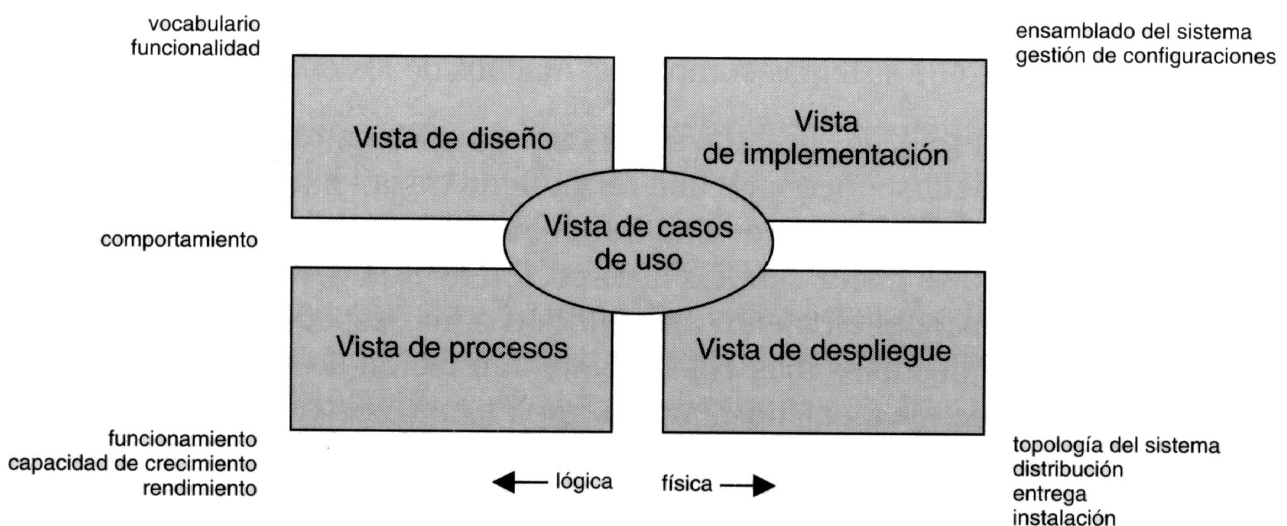 vocabulario
funcionalidad
ensamblado del sistema
gestión de configuraciones
Vista de diseño
Vista
de implementación
Vista de casos
de uso
comportamiento
Vista de procesos
Vista de despliegue
funcionamiento
capacidad de crecimiento
rendimiento
lógica
física
topología del sistema
distribución
entrega
instalación